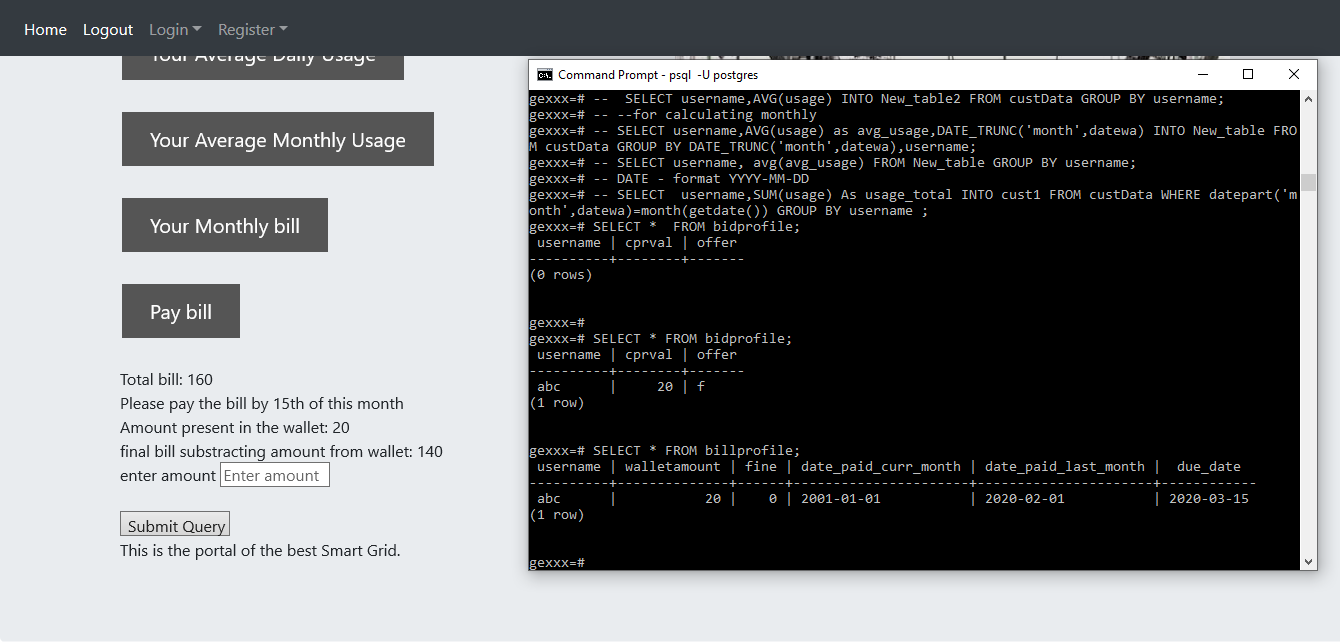 Home Logout Login Register
Your Average Daily Usage
Your Average Monthly Usage
Your Monthly bill
Pay bill
Total bill: 160
Please pay the bill by 15th of this month
Amount present in the wallet: 20
final bill substracting amount from wallet: 140
enter amount Enter amount
Submit Query
This is the portal of the best Smart Grid.
Command Prompt - psql -U postgres
gexxx=# --  SELECT username,AVG(usage) INTO New_table2 FROM custData GROUP BY username;
gexxx=# -- --for calculating monthly
gexxx=# -- SELECT username,AVG(usage) as avg_usage,DATE_TRUNC('month',datewa) INTO New_table FRO
M custData GROUP BY DATE_TRUNC('month',datewa),username;
gexxx=# -- SELECT username, avg(avg_usage) FROM New_table GROUP BY username;
gexxx=# -- DATE - format YYYY-MM-DD
gexxx=# -- SELECT  username,SUM(usage) As usage_total INTO cust1 FROM custData WHERE datepart('m
onth',datewa)=month(getdate()) GROUP BY username ;
gexxx=# SELECT *  FROM bidprofile;
 username | cprval | offer
----------+--------+-------
(0 rows)
gexxx=#
gexxx=# SELECT * FROM bidprofile;
 username | cprval | offer
----------+--------+-------
 abc      |     20 | f
(1 row)
gexxx=# SELECT * FROM billprofile;
 username | walletamount | fine | date_paid_curr_month | date_paid_last_month |  due_date
----------+--------------+------+----------------------+----------------------+------------
 abc      |           20 |    0 | 2001-01-01           | 2020-02-01           | 2020-03-15
(1 row)
gexxx=#